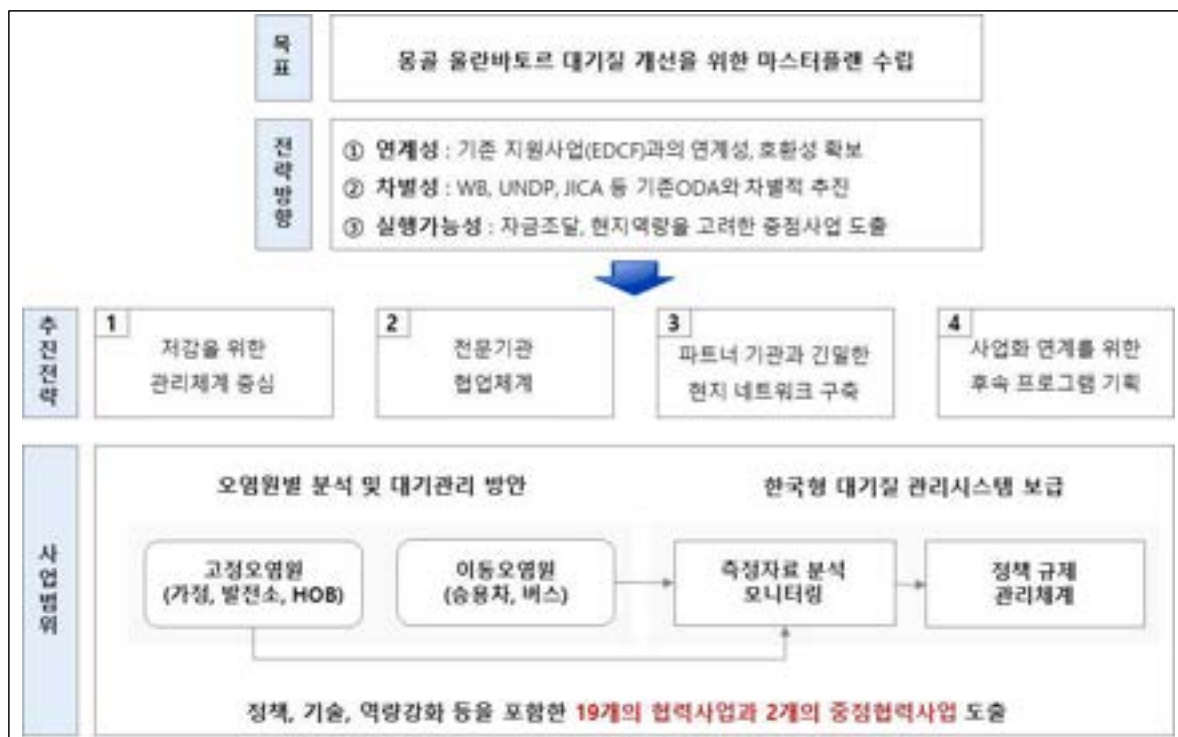 목표
몽골 울란바토르 대기질 개선을 위한 마스터플랜 수립
전략방향
① 연계성 : 기존 지원사업(EDCF)과의 연계성, 호환성 확보
② 차별성 : WB, UNDP, JICA 등 기존ODA와 차별적 추진
③ 실행가능성 : 자금조달, 현지역량을 고려한 중점사업 도출
추진전략
1
저감을 위한
관리체계 중심
2
전문기관
협업체계
3
파트너 기관과 긴밀한
현지 네트워크 구축
4
사업화 연계를 위한
후속 프로그램 기획
사업범위
오염원별 분석 및 대기관리 방안
한국형 대기질 관리시스템 보급
고정오염원
(가정, 발전소, HOB)
이동오염원
(승용차, 버스)
측정자료 분석
모니터링
정책 규제
관리체계
정책, 기술, 역량강화 등을 포함한 19개의 협력사업과 2개의 중점협력사업 도출